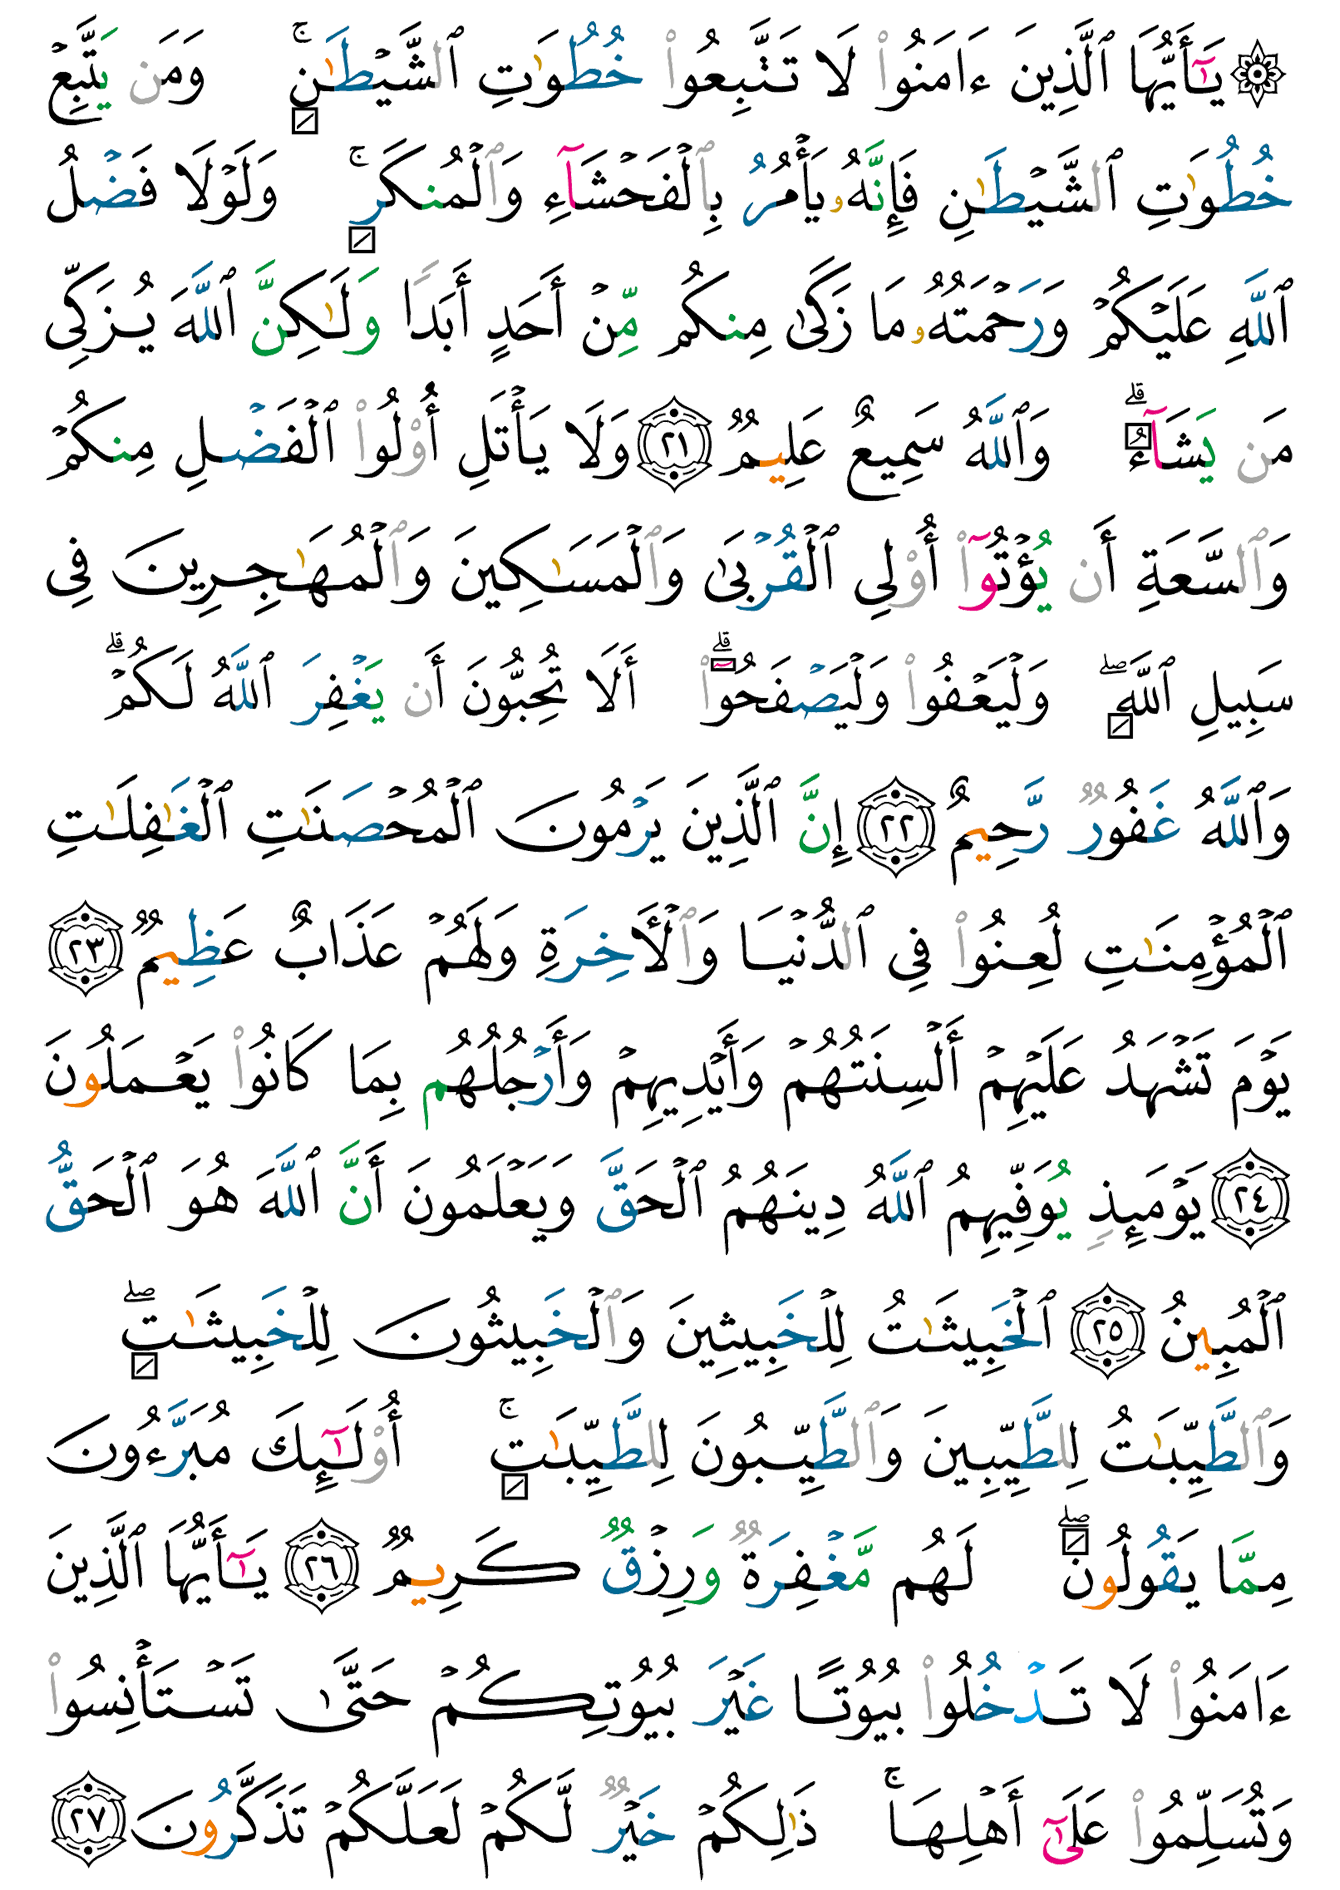 ۞ يَـٰٓأَيُّهَا ٱلَّذِينَ ءَامَنُوا۟ لَا تَتَّبِعُوا۟ خُطُوَٰتِ ٱلشَّيْطَـٰنِ ۚ وَمَن يَتَّبِعْ
خُطُوَٰتِ ٱلشَّيْطَـٰنِ فَإِنَّهُۥ يَأْمُرُ بِٱلْفَحْشَآءِ وَٱلْمُنكَرِ ۚ وَلَوْلَا فَضْلُ
ٱللَّهِ عَلَيْكُمْ وَرَحْمَتُهُۥ مَا زَكَىٰ مِنكُم مِّنْ أَحَدٍ أَبَدًا وَلَـٰكِنَّ ٱللَّهَ يُزَكِّى
مَن يَشَآءُ ۗ وَٱللَّهُ سَمِيعٌ عَلِيمٌ ٢١ وَلَا يَأْتَلِ أُو۟لُوا۟ ٱلْفَضْلِ مِنكُمْ
وَٱلسَّعَةِ أَن يُؤْتُوٓا۟ أُو۟لِى ٱلْقُرْبَىٰ وَٱلْمَسَـٰكِينَ وَٱلْمُهَـٰجِرِينَ فِى
سَبِيلِ ٱللَّهِ ۖ وَلْيَعْفُوا۟ وَلْيَصْفَحُوٓا۟ ۗ أَلَا تُحِبُّونَ أَن يَغْفِرَ ٱللَّهُ لَكُمْ ۗ
وَٱللَّهُ غَفُورٌ رَّحِيمٌ ٢٢ إِنَّ ٱلَّذِينَ يَرْمُونَ ٱلْمُحْصَنَـٰتِ ٱلْغَـٰفِلَـٰتِ
ٱلْمُؤْمِنَـٰتِ لُعِنُوا۟ فِى ٱلدُّنْيَا وَٱلْـَٔاخِرَةِ وَلَهُمْ عَذَابٌ عَظِيمٌ ٢٣
يَوْمَ تَشْهَدُ عَلَيْهِمْ أَلْسِنَتُهُمْ وَأَيْدِيهِمْ وَأَرْجُلُهُم بِمَا كَانُوا۟ يَعْمَلُونَ
٢٤ يَوْمَئِذٍ يُوَفِّيهِمُ ٱللَّهُ دِينَهُمُ ٱلْحَقَّ وَيَعْلَمُونَ أَنَّ ٱللَّهَ هُوَ ٱلْحَقُّ
ٱلْمُبِينُ ٢٥ ٱلْخَبِيثَـٰتُ لِلْخَبِيثِينَ وَٱلْخَبِيثُونَ لِلْخَبِيثَـٰتِ ۖ
وَٱلطَّيِّبَـٰتُ لِلطَّيِّبِينَ وَٱلطَّيِّبُونَ لِلطَّيِّبَـٰتِ ۚ أُو۟لَـٰٓئِكَ مُبَرَّءُونَ
مِمَّا يَقُولُونَ ۖ لَهُم مَّغْفِرَةٌ وَرِزْقٌ كَرِيمٌ ٢٦ يَـٰٓأَيُّهَا ٱلَّذِينَ
ءَامَنُوا۟ لَا تَدْخُلُوا۟ بُيُوتًا غَيْرَ بُيُوتِكُمْ حَتَّىٰ تَسْتَأْنِسُوا۟
وَتُسَلِّمُوا۟ عَلَىٰٓ أَهْلِهَا ۚ ذَٰلِكُمْ خَيْرٌ لَّكُمْ لَعَلَّكُمْ تَذَكَّرُونَ ٢٧